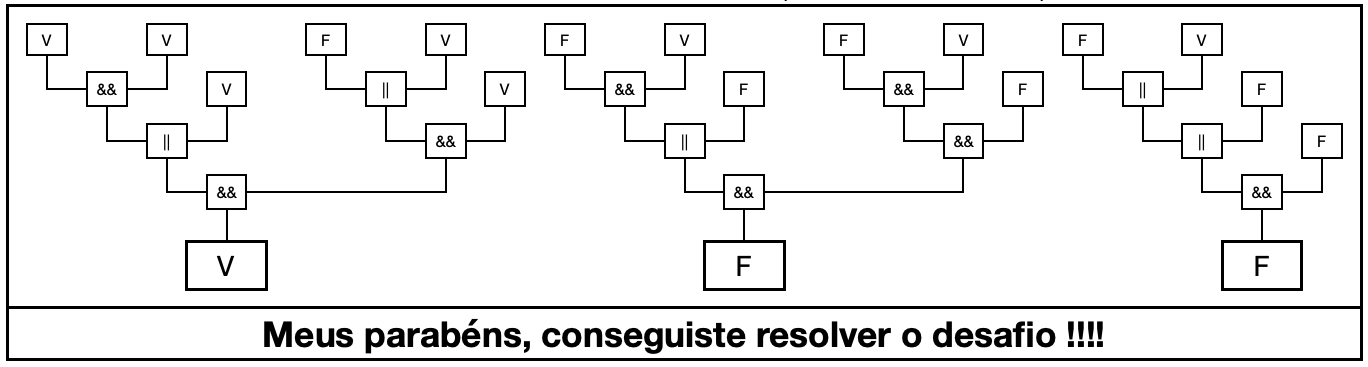 V V F V F V F V F V
&& V || V && F && F || F
|| && || && || F
&& && &&
V F F
Meus parabéns, conseguiste resolver o desafio !!!!